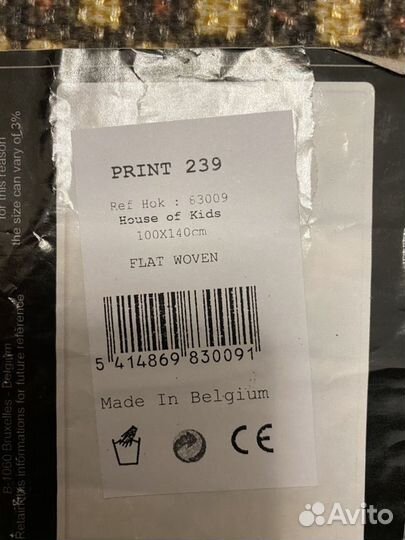 PRINT 239
Ref Hok : 83009
House of Kids
100X140cm
FLAT WOVEN
5 414869 830091
Made In Belgium
CE
for this reason
the size can vary of 3%
B-1060 Bruxelles - Belgium
Retain this informations for future reference
Avito